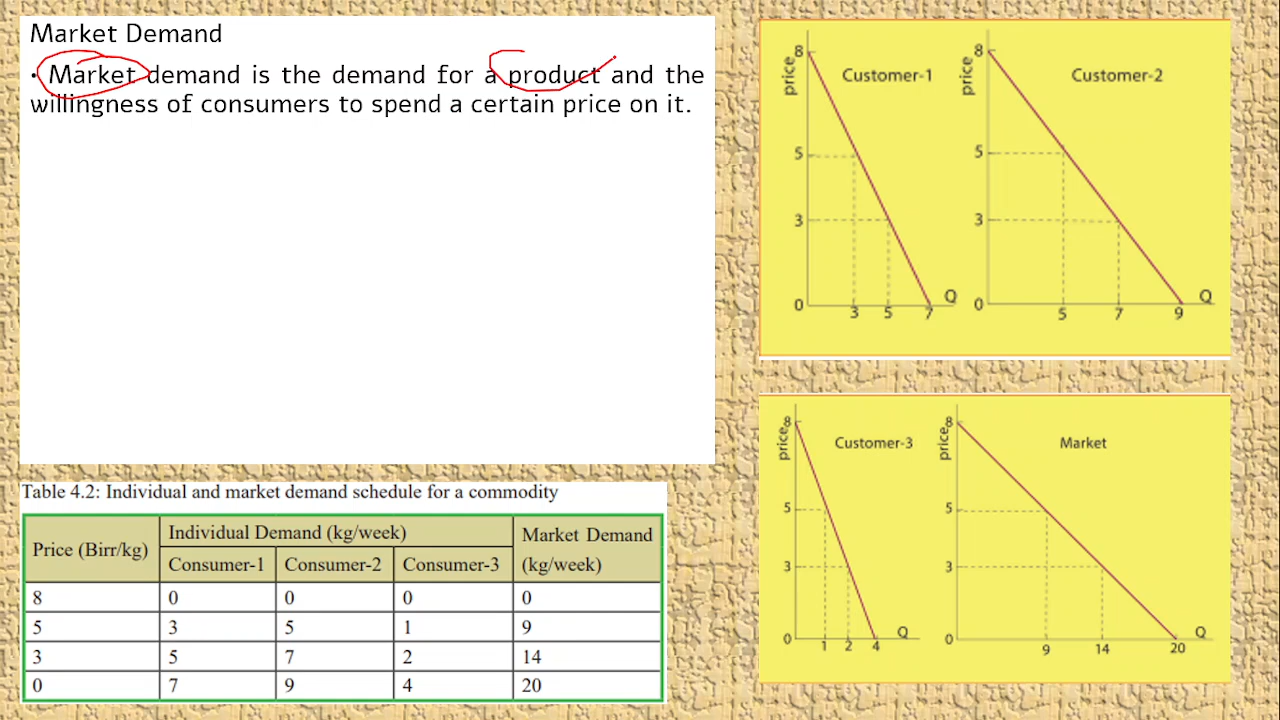 Market Demand
· Market demand is the demand for a product and the
willingness of consumers to spend a certain price on it.
Table 4.2: Individual and market demand schedule for a commodity
Price (Birr/kg) Individual Demand (kg/week) Market Demand (kg/week)
Consumer-1 Consumer-2 Consumer-3
8 0 0 0 0
5 3 5 1 9
3 5 7 2 14
0 7 9 4 20
Customer-1
price
8
5
3
0
3 5 7
Q
Customer-2
price
8
5
3
0
5 7 9
Q
Customer-3
price
8
5
3
0
1 2 4
Q
Market
price
8
5
3
0
9 14 20
Q